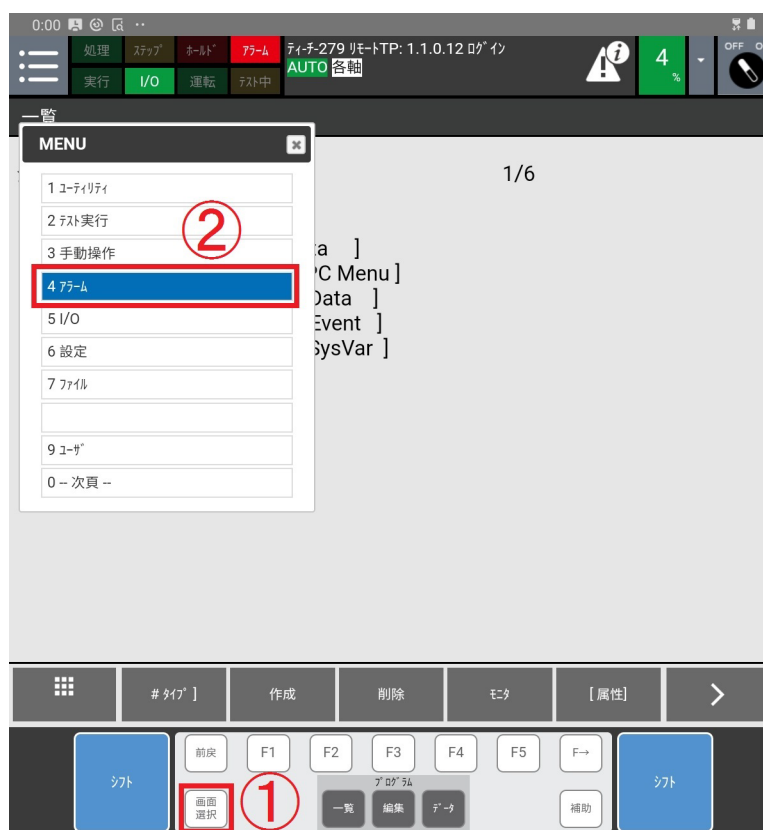 0:00
処理 ｽﾃｯﾌﾟ ﾎｰﾙﾄﾞ ｱﾗｰﾑ ﾃｨｰﾁ-279 ﾘﾓｰﾄTP: 1.1.0.12 ﾛｸﾞｲﾝ
実行 I/O 運転 ﾃｽﾄ中 AUTO 各軸
i
4
%
OFF O
一覧
MENU
1/6
1 ﾕｰﾃｨﾘﾃｨ
2 ﾃｽﾄ実行
②
3 手動操作
4 ｱﾗｰﾑ
5 I/O
6 設定
7 ﾌｧｲﾙ
9 ﾕｰｻﾞ
0 -- 次頁 --
ta ]
PC Menu ]
Data ]
Event ]
SysVar ]
# ﾀｲﾌﾟ ] 作成 削除 ﾓﾆﾀ [ 属性]
ｼﾌﾄ 前戻 F1 F2 F3 F4 F5 F→ ｼﾌﾄ
ﾌﾟﾛｸﾞﾗﾑ
画面
選択
①
一覧 編集 ﾃﾞｰﾀ 補助